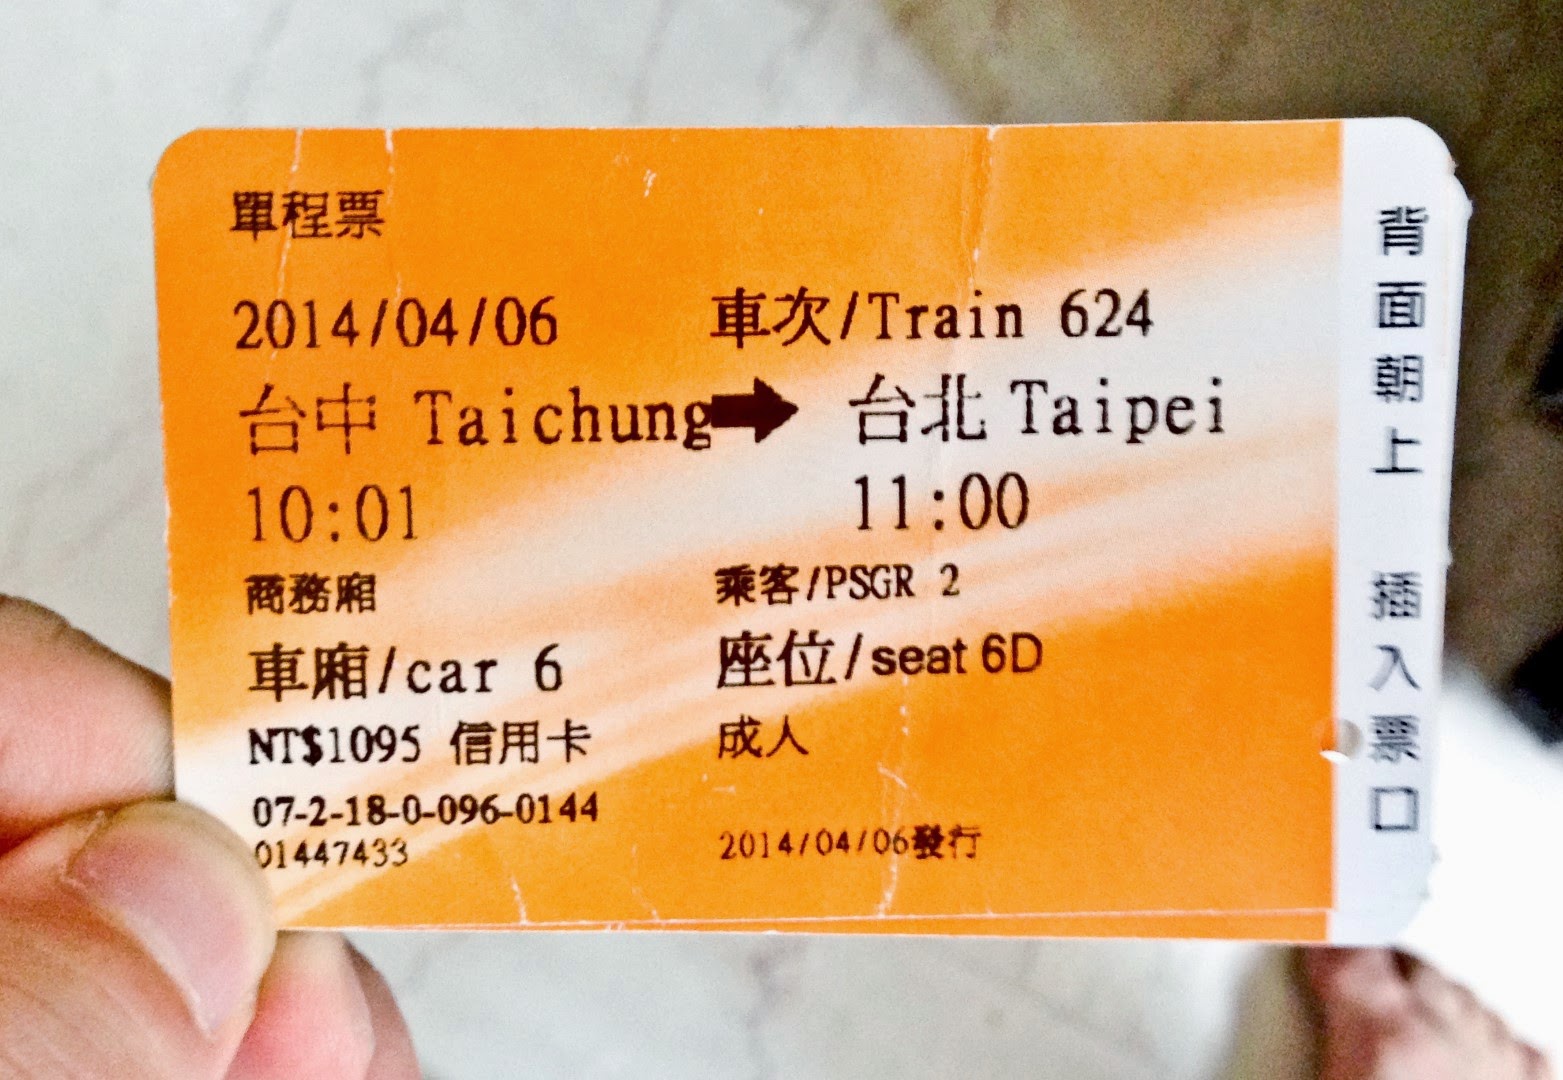 單程票
2014/04/06 車次/Train 624
台中 Taichung➡台北 Taipei
10:01 11:00
商務廂 乘客/PSGR 2
車廂/car 6 座位/seat 6D
NT$1095 信用卡 成人
07-2-18-0-096-0144
01447433 2014/04/06發行
背面朝上 插入票口